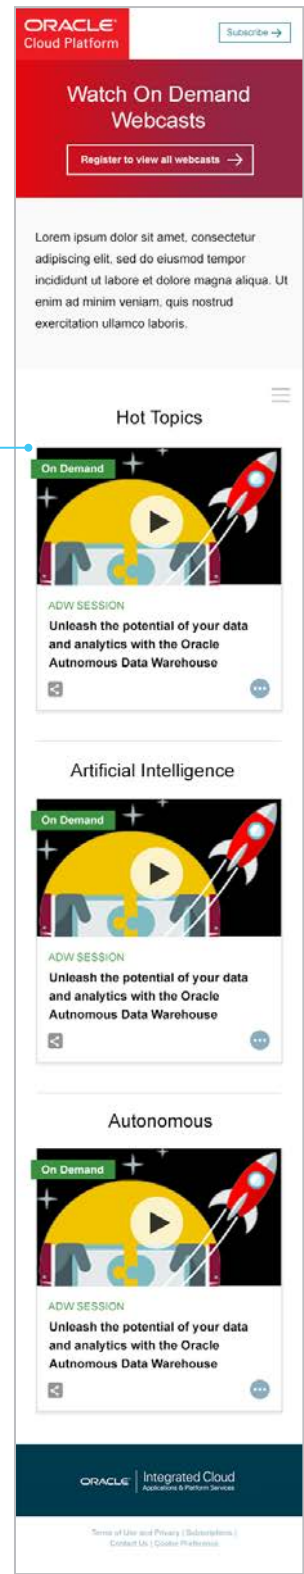 ORACLE®
Cloud Platform
Subscribe →
Watch On Demand
Webcasts
Register to view all webcasts →
Lorem ipsum dolor sit amet, consectetur
adipiscing elit, sed do eiusmod tempor
incididunt ut labore et dolore magna aliqua. Ut
enim ad minim veniam, quis nostrud
exercitation ullamco laboris.
Hot Topics
On Demand
ADW SESSION
Unleash the potential of your data
and analytics with the Oracle
Autnomous Data Warehouse
Artificial Intelligence
On Demand
ADW SESSION
Unleash the potential of your data
and analytics with the Oracle
Autnomous Data Warehouse
Autonomous
On Demand
ADW SESSION
Unleash the potential of your data
and analytics with the Oracle
Autnomous Data Warehouse
ORACLE® | Integrated Cloud
Applications & Platform Services
Terms of Use and Privacy | Subscriptions |
Contact Us | Cookie Preferences